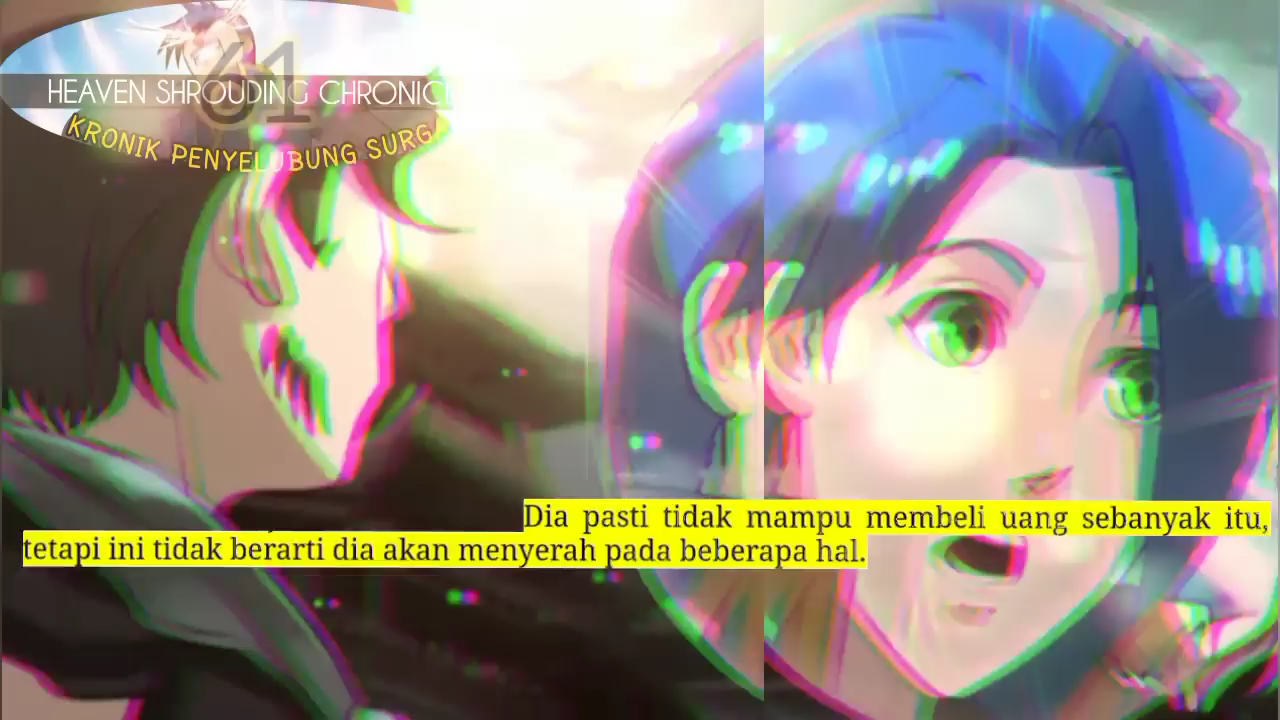 61
HEAVEN SHROUDING CHRONIC
KRONIK PENYELUBUNG SURG
Dia pasti tidak mampu membeli uang sebanyak itu,
tetapi ini tidak berarti dia akan menyerah pada beberapa hal.